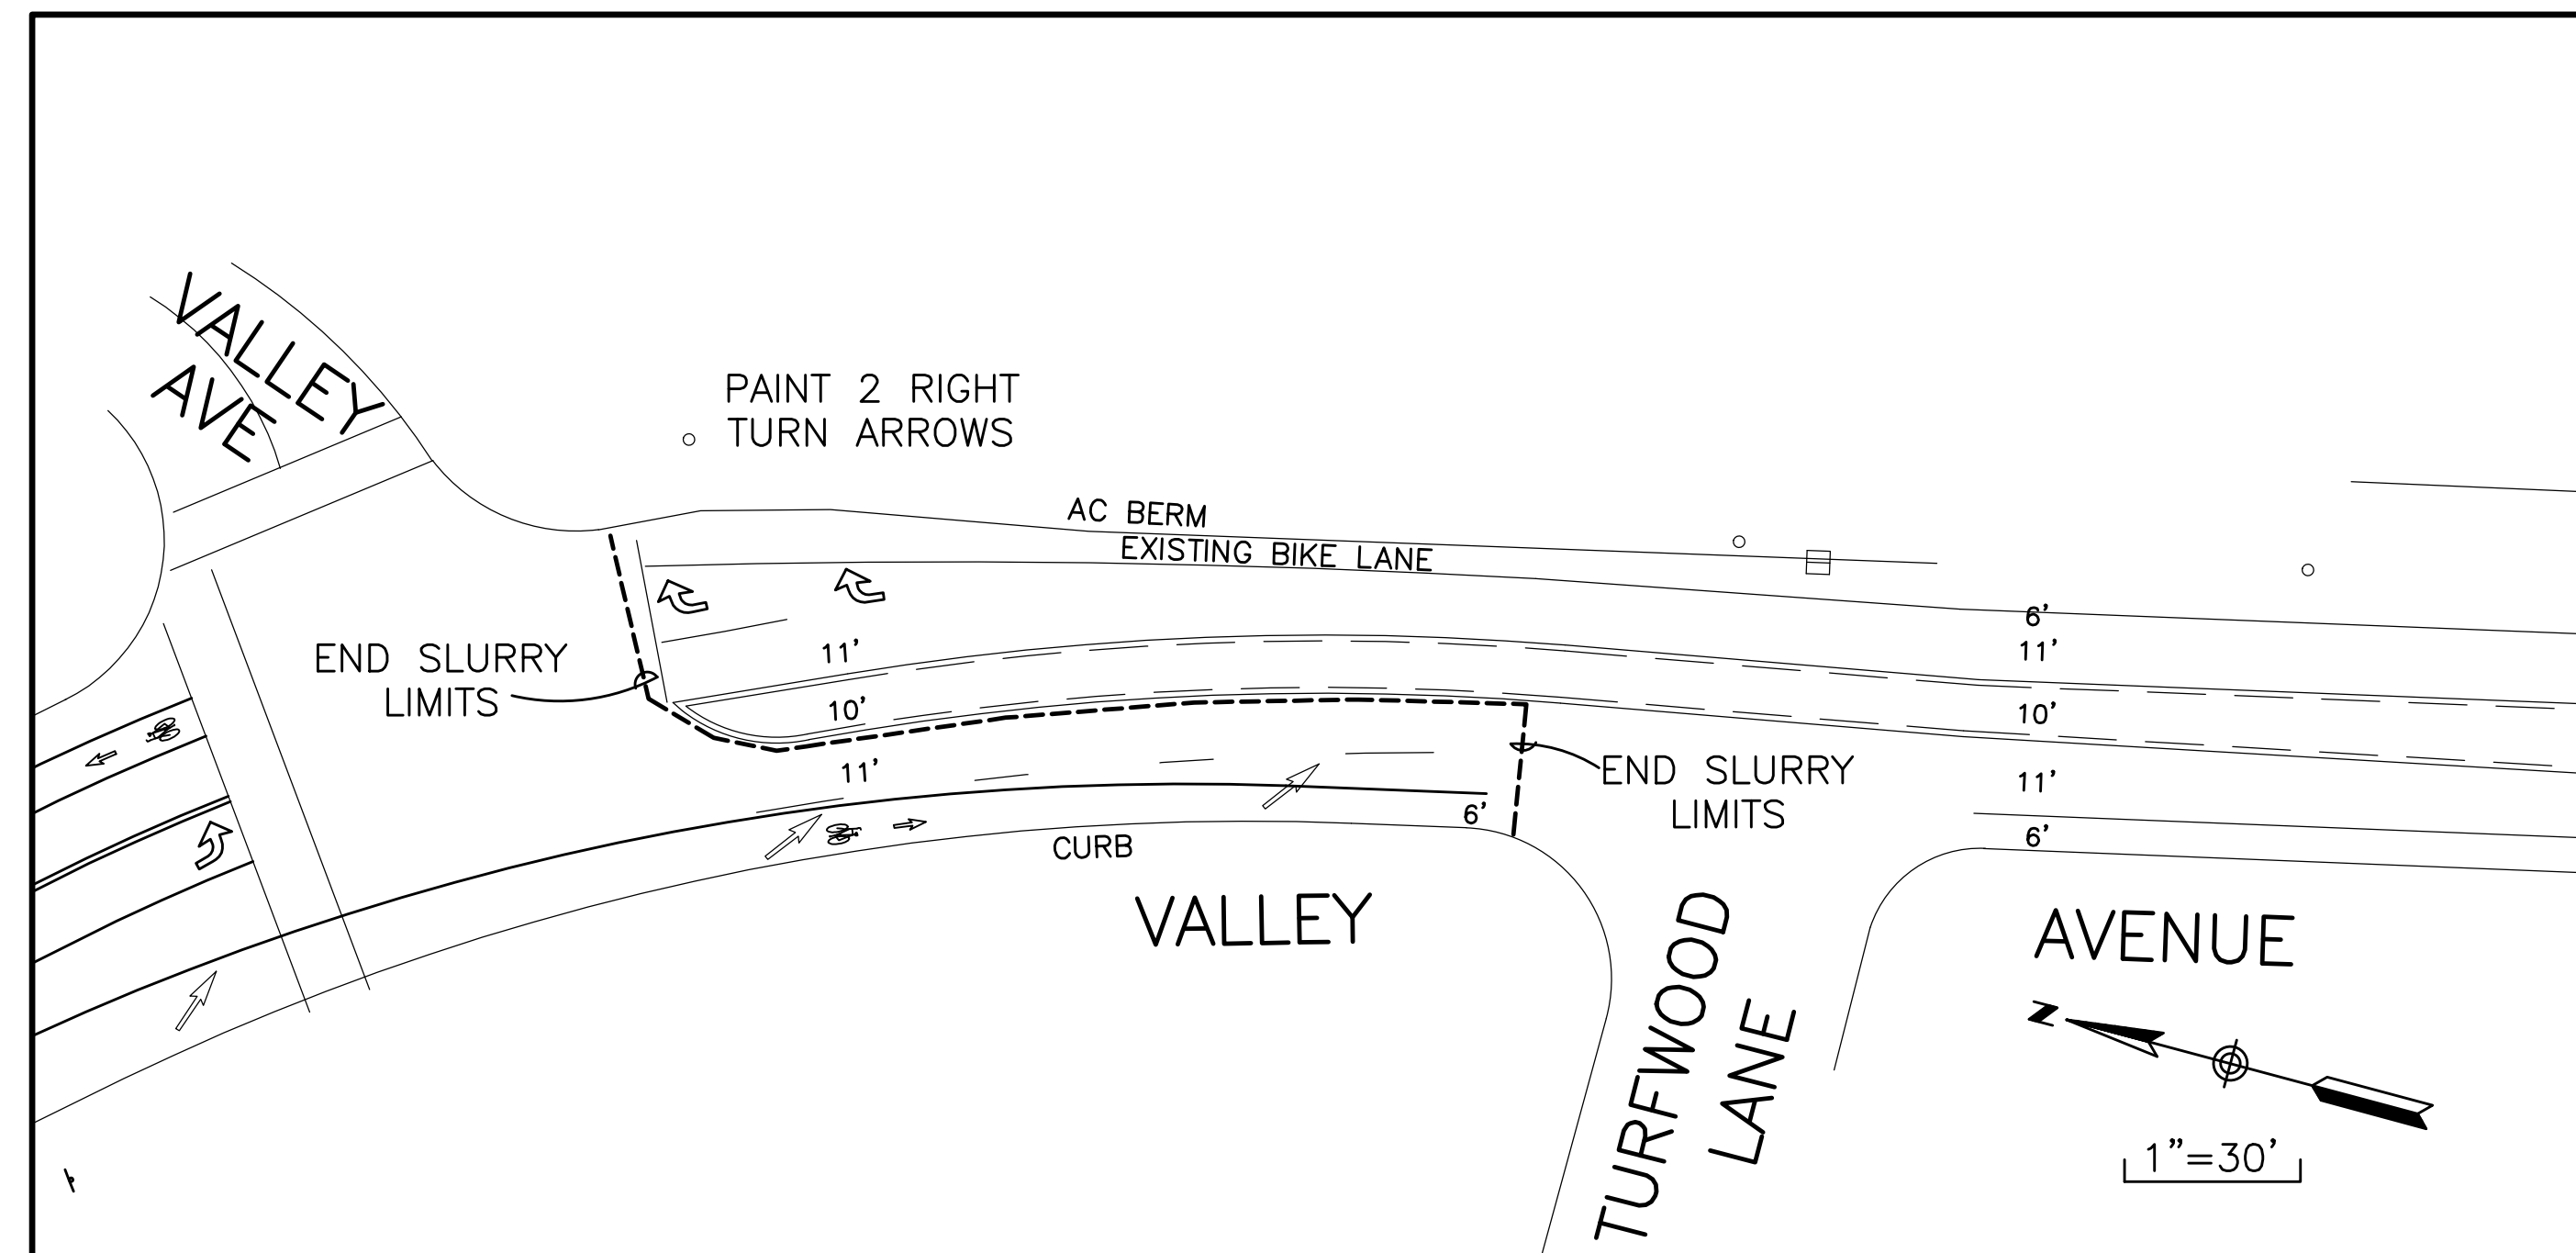 VALLEY
AVE
PAINT 2 RIGHT
TURN ARROWS
AC BERM
EXISTING BIKE LANE
END SLURRY
LIMITS
11'
10'
11'
6'
6'
11'
10'
11'
6'
END SLURRY
LIMITS
CURB
VALLEY
AVENUE
TURFWOOD
LANE
N
1"=30'